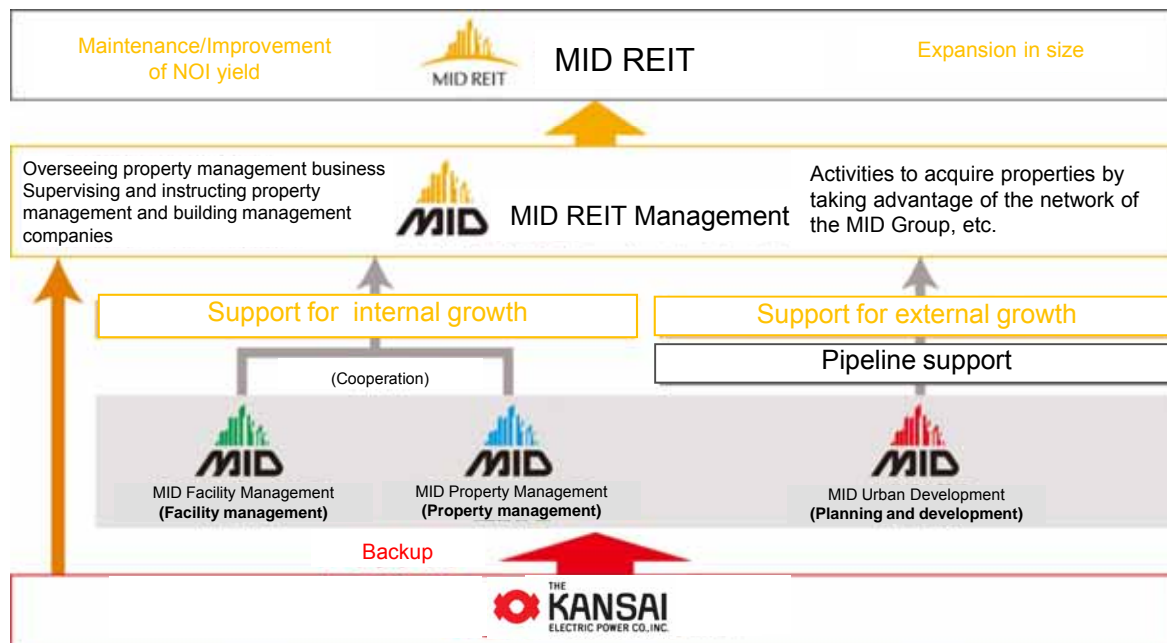 Maintenance/Improvement
of NOI yield
MID REIT
MID REIT
Expansion in size
Overseeing property management business
Supervising and instructing property
management and building management
companies
MID
MID REIT Management
Activities to acquire properties by
taking advantage of the network of
the MID Group, etc.
Support for internal growth
Support for external growth
Pipeline support
(Cooperation)
MID
MID Facility Management
(Facility management)
MID
MID Property Management
(Property management)
MID
MID Urban Development
(Planning and development)
Backup
THE
KANSAI
ELECTRIC POWER CO., INC.